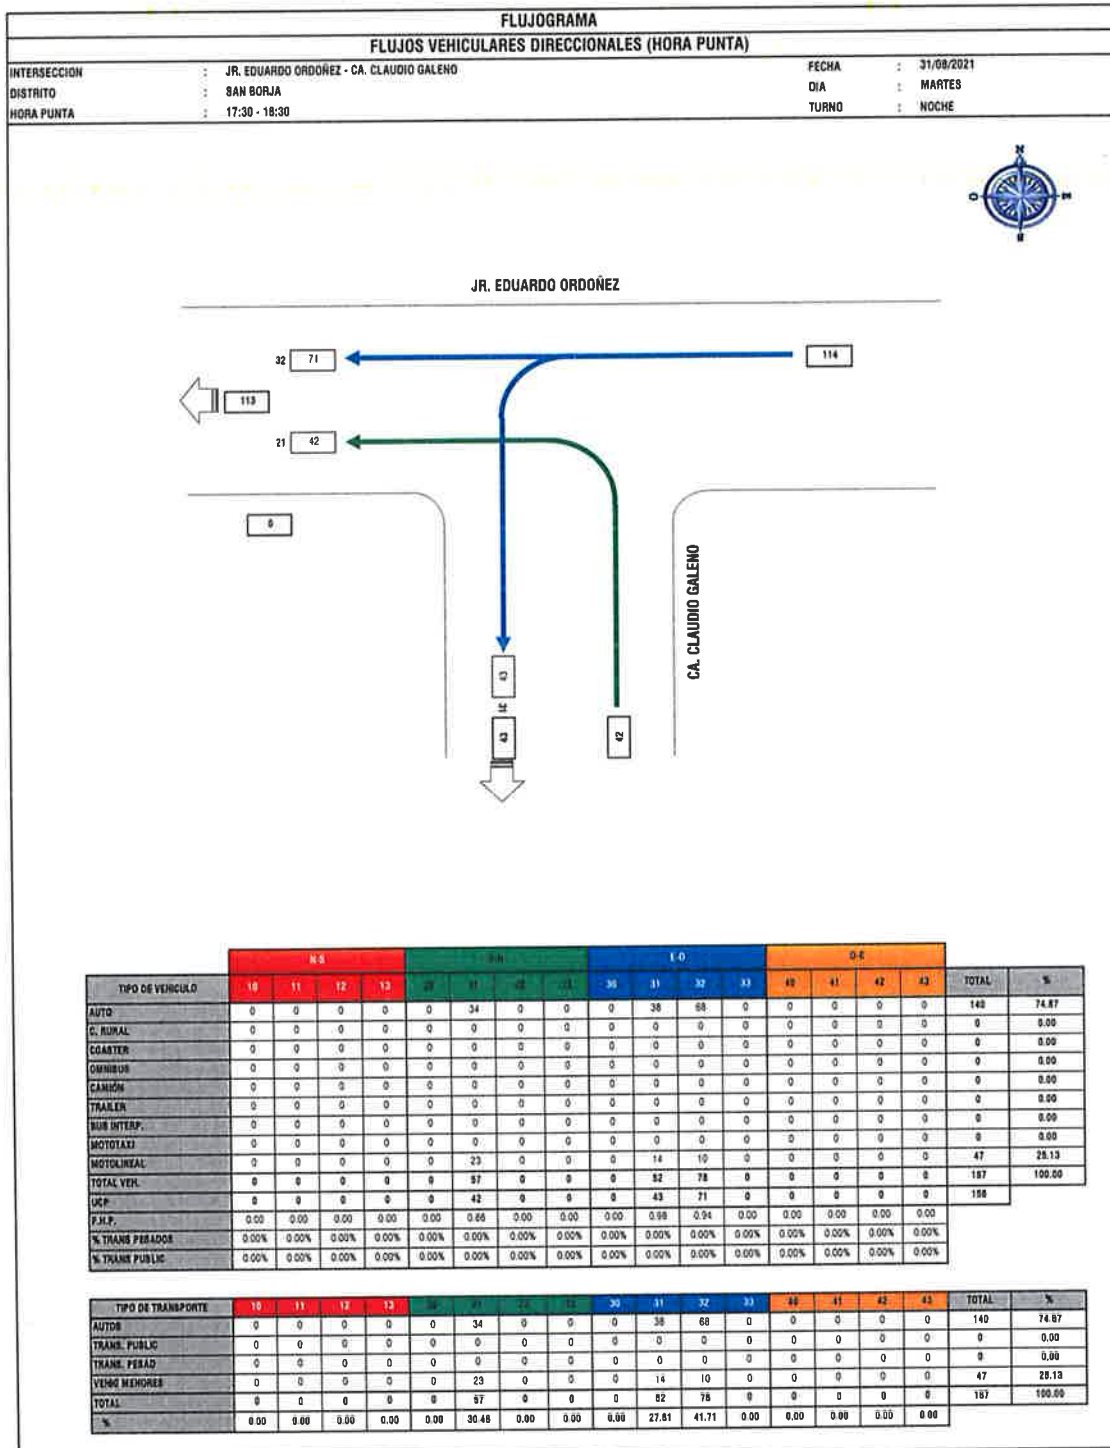 FLUJOGRAMA
FLUJOS VEHICULARES DIRECCIONALES (HORA PUNTA)
INTERSECCION : JR. EDUARDO ORDOÑEZ - CA. CLAUDIO GALENO FECHA : 31/08/2021
DISTRITO : SAN BORJA DIA : MARTES
HORA PUNTA : 17:30 - 18:30 TURNO : NOCHE
N
O E
JR. EDUARDO ORDOÑEZ
32 71 114
113
21 42
0
CA. CLAUDIO GALENO
43
31
43 42
N-S S-N E-O O-E
TIPO DE VEHICULO 10 11 12 13 20 21 22 23 30 31 32 33 40 41 42 43 TOTAL %
AUTO 0 0 0 0 0 34 0 0 0 38 68 0 0 0 0 0 140 74.87
C. RURAL 0 0 0 0 0 0 0 0 0 0 0 0 0 0 0 0 0 0.00
COASTER 0 0 0 0 0 0 0 0 0 0 0 0 0 0 0 0 0 0.00
OMNIBUS 0 0 0 0 0 0 0 0 0 0 0 0 0 0 0 0 0 0.00
CAMIÓN 0 0 0 0 0 0 0 0 0 0 0 0 0 0 0 0 0 0.00
TRAILER 0 0 0 0 0 0 0 0 0 0 0 0 0 0 0 0 0 0.00
BUS INTERP. 0 0 0 0 0 0 0 0 0 0 0 0 0 0 0 0 0 0.00
MOTOTAXI 0 0 0 0 0 0 0 0 0 0 0 0 0 0 0 0 0 0.00
MOTOLINEAL 0 0 0 0 0 23 0 0 0 14 10 0 0 0 0 0 47 25.13
TOTAL VEH. 0 0 0 0 0 57 0 0 0 52 78 0 0 0 0 0 187 100.00
UCP 0 0 0 0 0 42 0 0 0 43 71 0 0 0 0 0 156
F.H.P. 0.00 0.00 0.00 0.00 0.00 0.86 0.00 0.00 0.00 0.98 0.94 0.00 0.00 0.00 0.00 0.00
% TRANS PESADOS 0.00% 0.00% 0.00% 0.00% 0.00% 0.00% 0.00% 0.00% 0.00% 0.00% 0.00% 0.00% 0.00% 0.00% 0.00% 0.00%
% TRANS PUBLIC 0.00% 0.00% 0.00% 0.00% 0.00% 0.00% 0.00% 0.00% 0.00% 0.00% 0.00% 0.00% 0.00% 0.00% 0.00% 0.00%
TIPO DE TRANSPORTE 10 11 12 13 20 21 22 23 30 31 32 33 40 41 42 43 TOTAL %
AUTOS 0 0 0 0 0 34 0 0 0 38 68 0 0 0 0 0 140 74.87
TRANS. PUBLIC 0 0 0 0 0 0 0 0 0 0 0 0 0 0 0 0 0 0.00
TRANS. PESAD 0 0 0 0 0 0 0 0 0 0 0 0 0 0 0 0 0 0.00
VEHIC MENORES 0 0 0 0 0 23 0 0 0 14 10 0 0 0 0 0 47 25.13
TOTAL 0 0 0 0 0 57 0 0 0 52 78 0 0 0 0 0 187 100.00
% 0.00 0.00 0.00 0.00 0.00 30.48 0.00 0.00 0.00 27.81 41.71 0.00 0.00 0.00 0.00 0.00